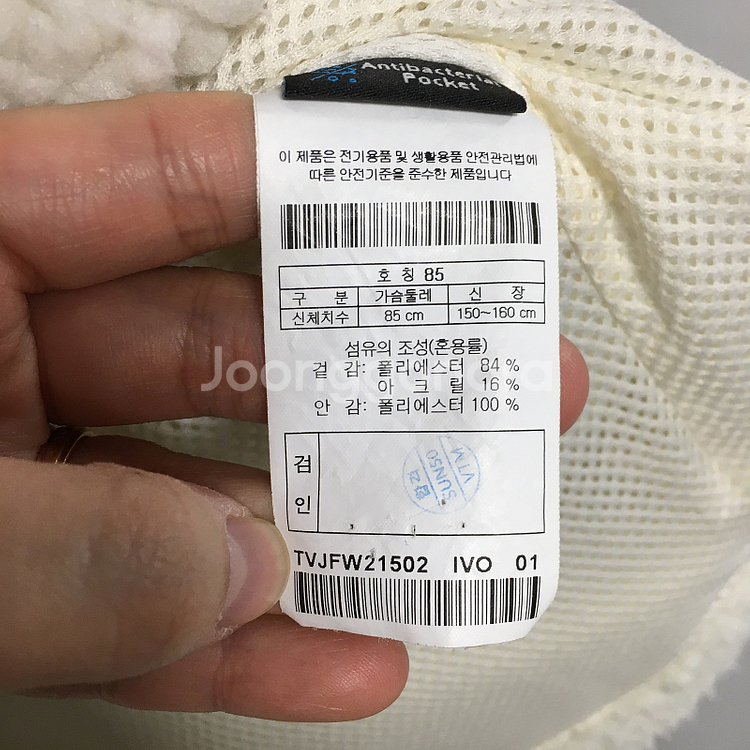 Antibacterial
Pocket
이 제품은 전기용품 및 생활용품 안전관리법에
따른 안전기준을 준수한 제품입니다
호 칭 85
구 분 가슴둘레 신 장
신체치수 85 cm 150~160 cm
섬유의 조성(혼용률)
겉 감: 폴리에스터 84 %
아 크 릴 16 %
안 감: 폴리에스터 100 %
검
인
VTM
SUN50
TVJFW21502 IVO 01
Joonggonara